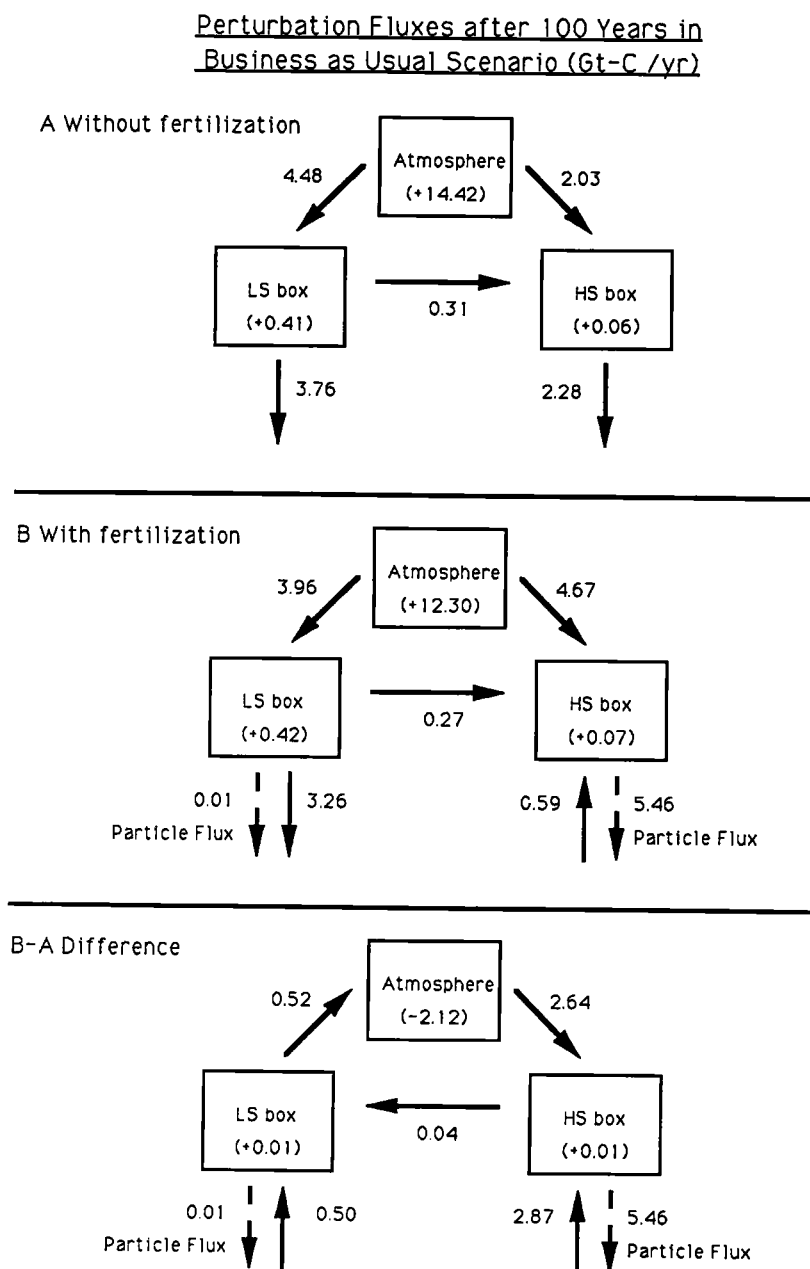 Perturbation Fluxes after 100 Years in
Business as Usual Scenario (Gt-C /yr)
A Without fertilization
Atmosphere
(+14.42)
4.48
2.03
LS box
(+0.41)
0.31
HS box
(+0.06)
3.76
2.28
B With fertilization
Atmosphere
(+12.30)
3.96
4.67
LS box
(+0.42)
0.27
HS box
(+0.07)
0.01
3.26
0.59
5.46
Particle Flux
Particle Flux
B-A Difference
Atmosphere
(-2.12)
0.52
2.64
LS box
(+0.01)
0.04
HS box
(+0.01)
0.01
0.50
2.87
5.46
Particle Flux
Particle Flux